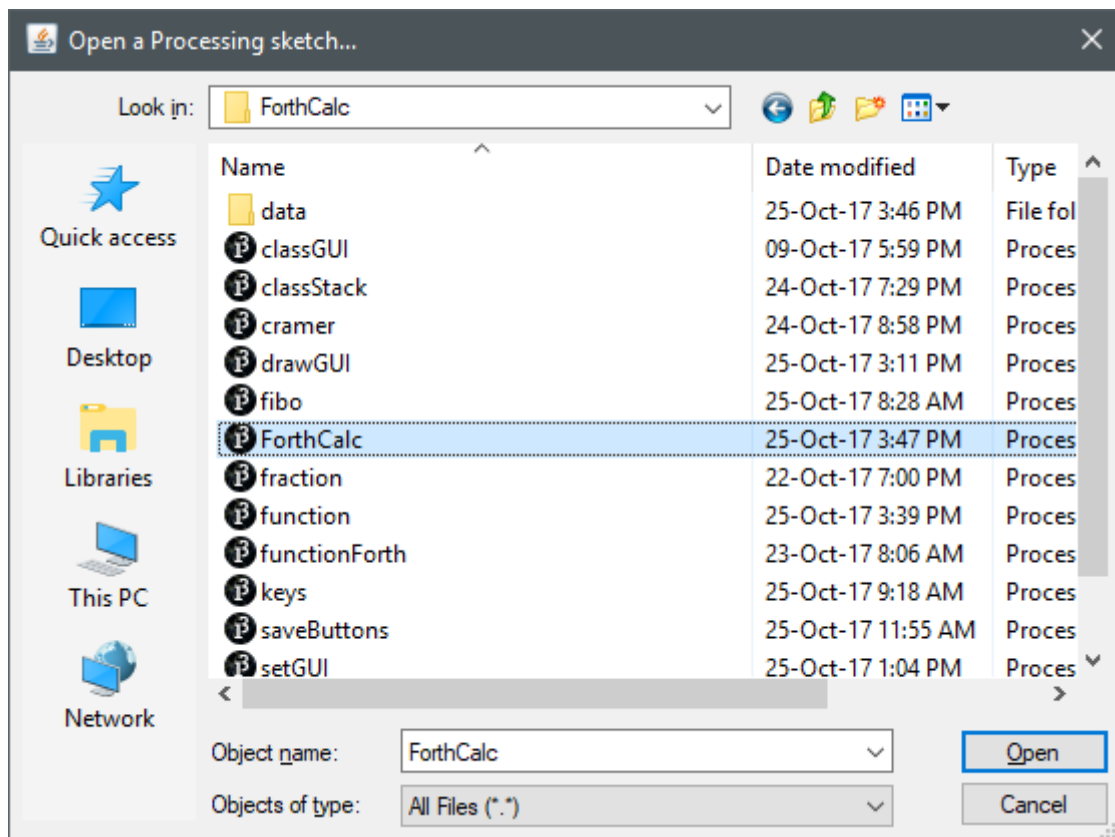 Open a Processing sketch...
Look in: ForthCalc
Name Date modified Type
data 25-Oct-17 3:46 PM File fol
classGUI 09-Oct-17 5:59 PM Proces
classStack 24-Oct-17 7:29 PM Proces
cramer 24-Oct-17 8:58 PM Proces
drawGUI 25-Oct-17 3:11 PM Proces
fibo 25-Oct-17 8:28 AM Proces
ForthCalc 25-Oct-17 3:47 PM Proces
fraction 22-Oct-17 7:00 PM Proces
function 25-Oct-17 3:39 PM Proces
functionForth 23-Oct-17 8:06 AM Proces
keys 25-Oct-17 9:18 AM Proces
saveButtons 25-Oct-17 11:55 AM Proces
setGUI 25-Oct-17 1:04 PM Proces
Quick access
Desktop
Libraries
This PC
Network
Object name: ForthCalc Open
Objects of type: All Files (*.*) Cancel